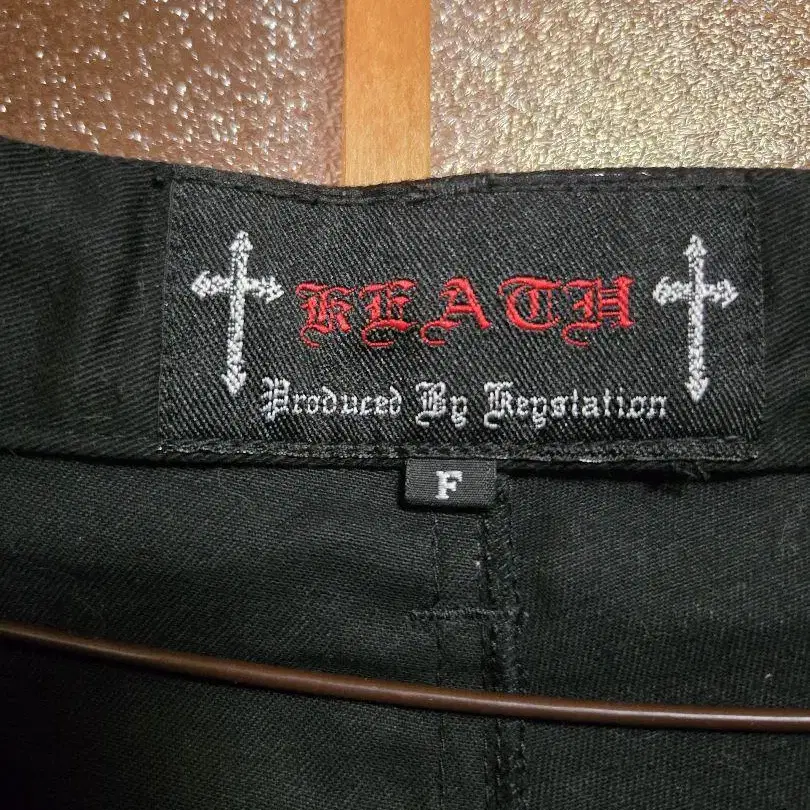 KEATH
Produced By Keystation
F